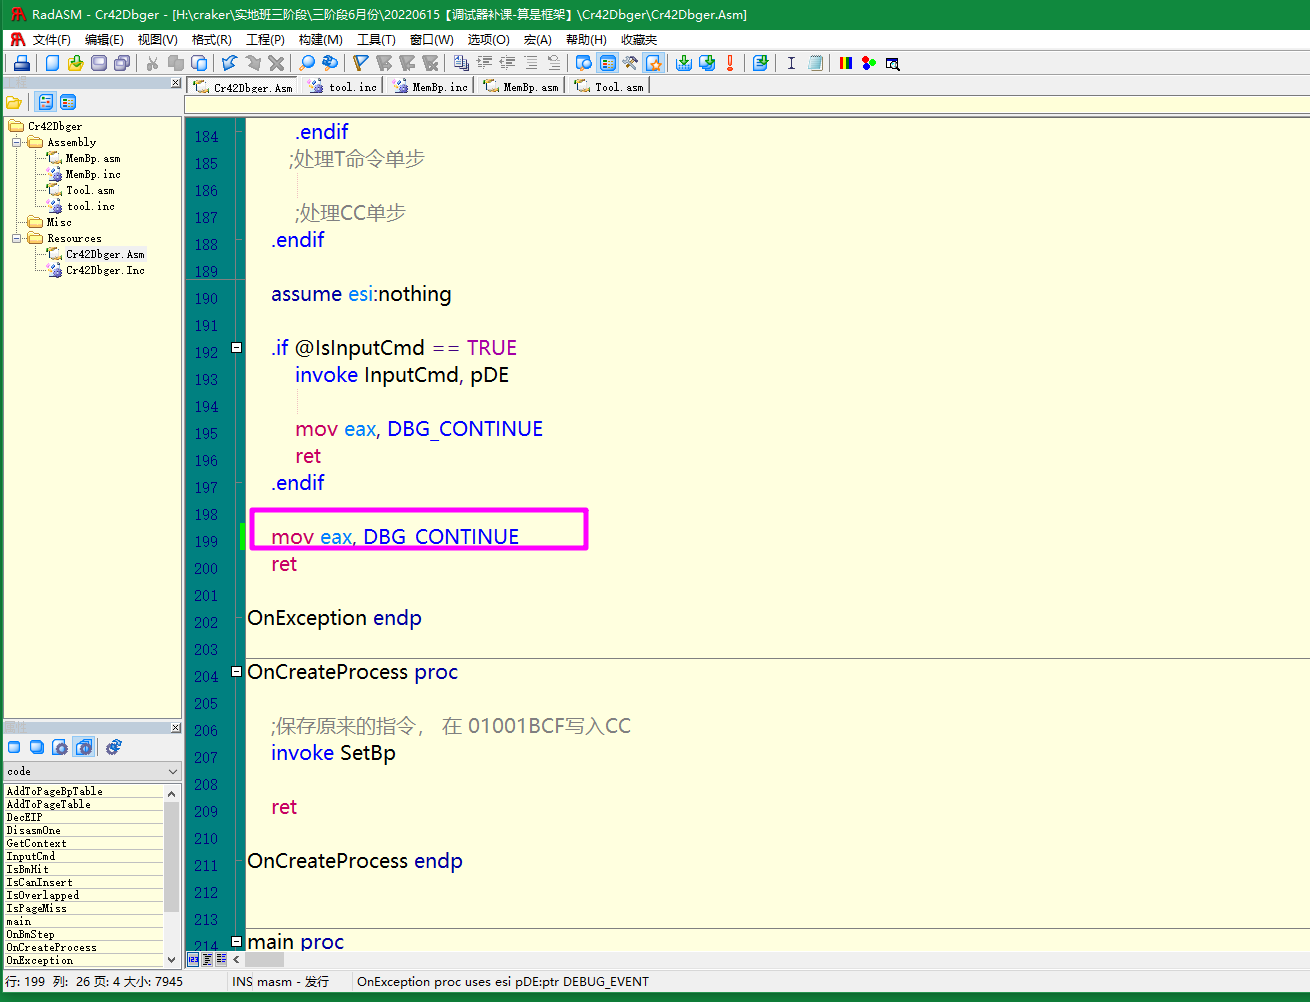 RadASM - Cr42Dbger - [H:\craker\实地班三阶段\三阶段6月份\20220615【调试器补课-算是框架】\Cr42Dbger\Cr42Dbger.Asm]
文件(F) 编辑(E) 视图(V) 格式(R) 工程(P) 构建(M) 工具(T) 窗口(W) 选项(O) 宏(A) 帮助(H) 收藏夹
Cr42Dbger.Asm tool.inc MemBp.inc MemBp.asm Tool.asm
Cr42Dbger
Assembly
MemBp.asm
MemBp.inc
Tool.asm
tool.inc
Misc
Resources
Cr42Dbger.Asm
Cr42Dbger.Inc
code
AddToPageBpTable
AddToPageTable
DecEIP
DisasmOne
GetContext
InputCmd
IsBmHit
IsCanInsert
IsOverlapped
IsPageMiss
main
OnBmStep
OnCreateProcess
OnException
184 .endif
185 ;处理T命令单步
186
187 ;处理CC单步
188 .endif
189
190 assume esi:nothing
191
192 .if @IsInputCmd == TRUE
193 invoke InputCmd, pDE
194
195 mov eax, DBG_CONTINUE
196 ret
197 .endif
198
199 mov eax, DBG_CONTINUE
200 ret
201
202 OnException endp
203
204 OnCreateProcess proc
205
206 ;保存原来的指令， 在 01001BCF写入CC
207 invoke SetBp
208
209 ret
210
211 OnCreateProcess endp
212
213
214 main proc
行: 199 列: 26 页: 4 大小: 7945 INS masm - 发行 OnException proc uses esi pDE:ptr DEBUG_EVENT